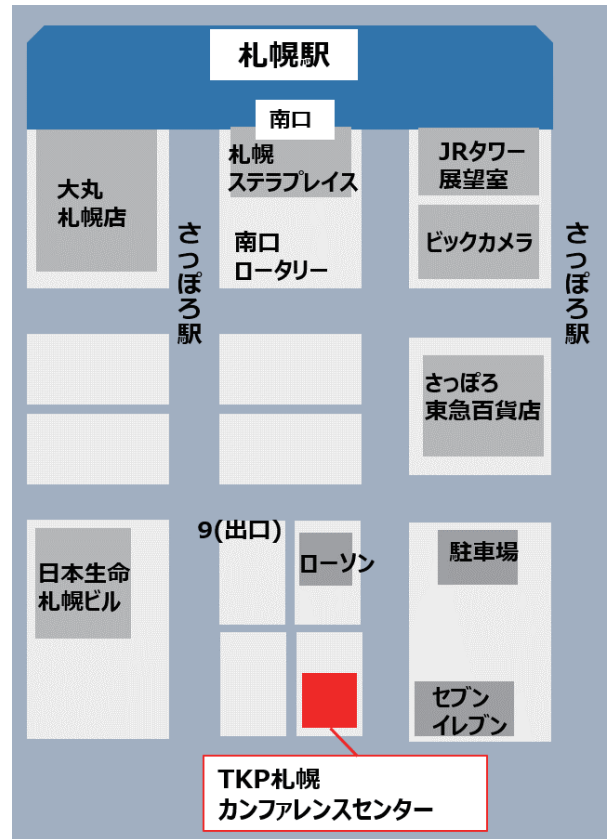 札幌駅
南口
札幌
ステラプレイス
JRタワー
展望室
大丸
札幌店
南口
ロータリー
ビックカメラ
さっぽろ駅
さっぽろ駅
さっぽろ
東急百貨店
9(出口)
ローソン
駐車場
日本生命
札幌ビル
セブン
イレブン
TKP札幌
カンファレンスセンター